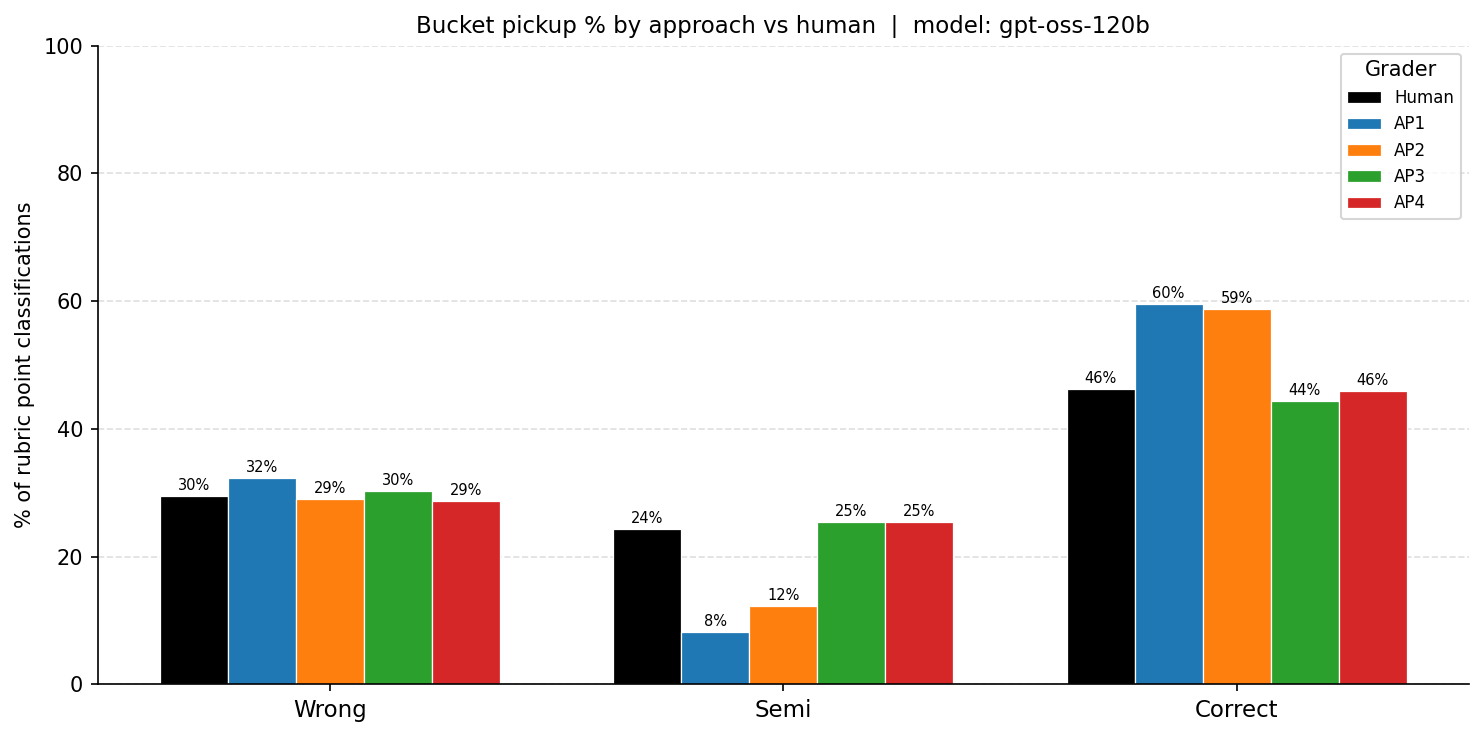 Bucket pickup % by approach vs human | model: gpt-oss-120b
% of rubric point classifications
100
80
60
40
20
0
Grader
Human
AP1
AP2
AP3
AP4
30%
32%
29%
30%
29%
24%
8%
12%
25%
25%
46%
60%
59%
44%
46%
Wrong
Semi
Correct